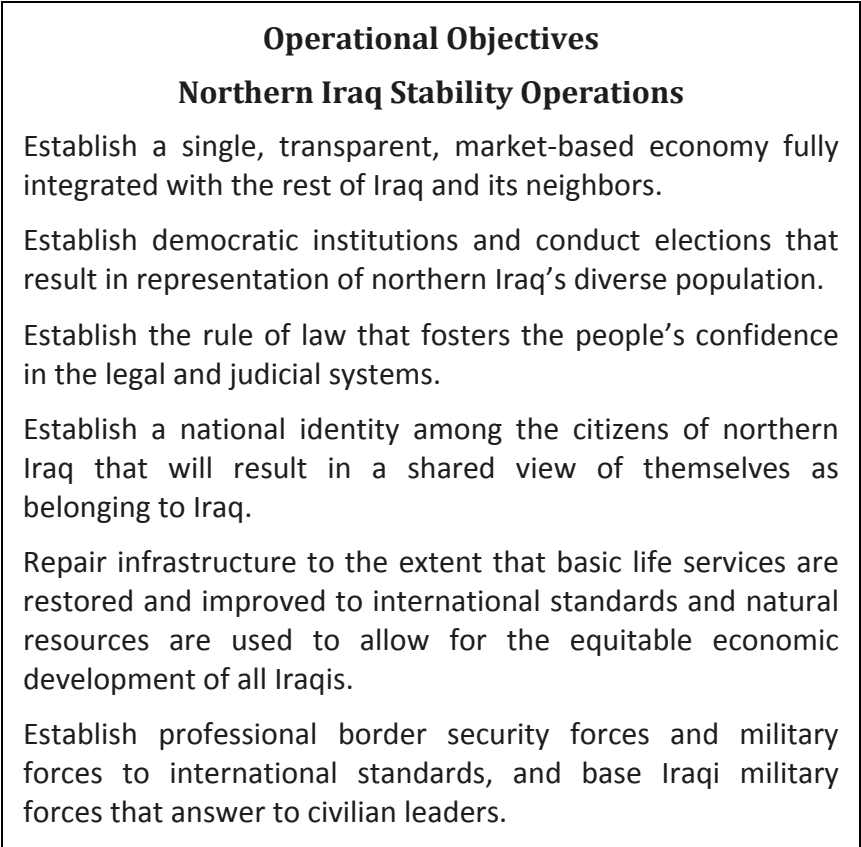 Operational Objectives
Northern Iraq Stability Operations
Establish a single, transparent, market-based economy fully
integrated with the rest of Iraq and its neighbors.
Establish democratic institutions and conduct elections that
result in representation of northern Iraq’s diverse population.
Establish the rule of law that fosters the people’s confidence
in the legal and judicial systems.
Establish a national identity among the citizens of northern
Iraq that will result in a shared view of themselves as
belonging to Iraq.
Repair infrastructure to the extent that basic life services are
restored and improved to international standards and natural
resources are used to allow for the equitable economic
development of all Iraqis.
Establish professional border security forces and military
forces to international standards, and base Iraqi military
forces that answer to civilian leaders.